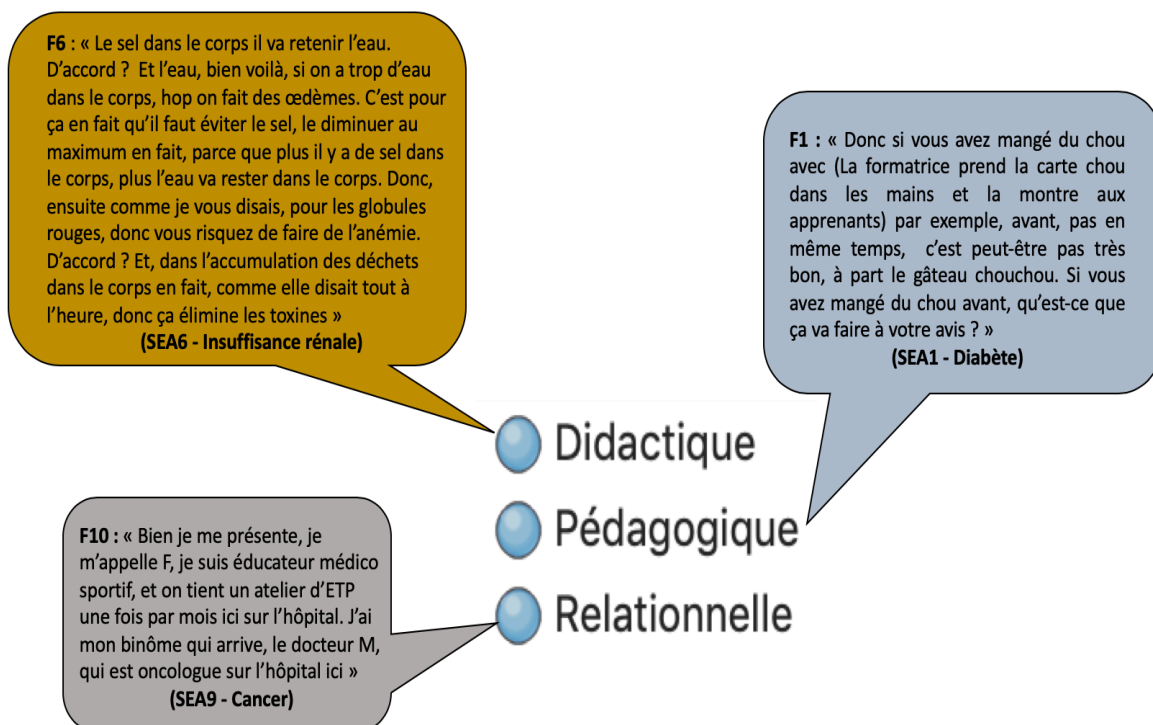 F6 : « Le sel dans le corps il va retenir l’eau.
D’accord ? Et l’eau, bien voilà, si on a trop d’eau
dans le corps, hop on fait des œdèmes. C’est pour
ça en fait qu’il faut éviter le sel, le diminuer au
maximum en fait, parce que plus il y a de sel dans
le corps, plus l’eau va rester dans le corps. Donc,
ensuite comme je vous disais, pour les globules
rouges, donc vous risquez de faire de l’anémie.
D’accord ? Et, dans l’accumulation des déchets
dans le corps en fait, comme elle disait tout à
l’heure, donc ça élimine les toxines »
(SEA6 - Insuffisance rénale)
F1 : « Donc si vous avez mangé du chou
avec (La formatrice prend la carte chou
dans les mains et la montre aux
apprenants) par exemple, avant, pas en
même temps, c’est peut-être pas très
bon, à part le gâteau chouchou. Si vous
avez mangé du chou avant, qu’est-ce que
ça va faire à votre avis ? »
(SEA1 - Diabète)
Didactique
Pédagogique
Relationnelle
F10 : « Bien je me présente, je
m’appelle F, je suis éducateur médico
sportif, et on tient un atelier d’ETP
une fois par mois ici sur l’hôpital. J’ai
mon binôme qui arrive, le docteur M,
qui est oncologue sur l’hôpital ici »
(SEA9 - Cancer)